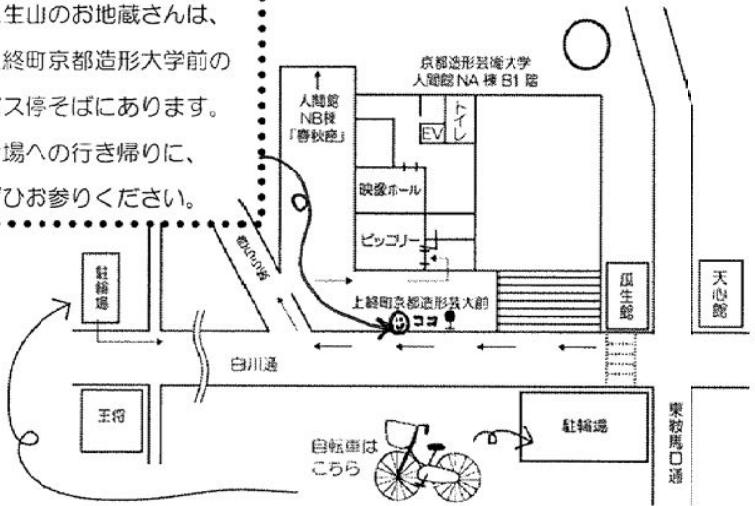 生山のお地蔵さんは、
終町京都造形大学前の
ス停そばにあります。
場への行き帰りに、
ひお参りください。
京都造形芸術大学
人間館 NA 棟 B1 階
人間館
NB棟
「春秋座」
トイレ
EV
映像ホール
ピッコリー
駐輪場
上終町京都造形芸大前
ココ
瓜生館
天心館
白川通
王将
自転車は
こちら
駐輪場
東鞍馬口通